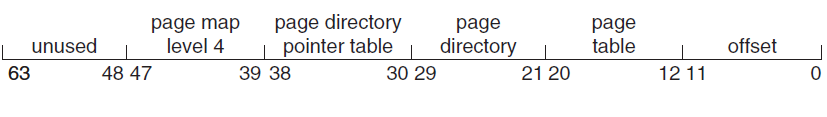 page map page directory page page
unused level 4 pointer table directory table offset
63 48 47 39 38 30 29 21 20 12 11 0